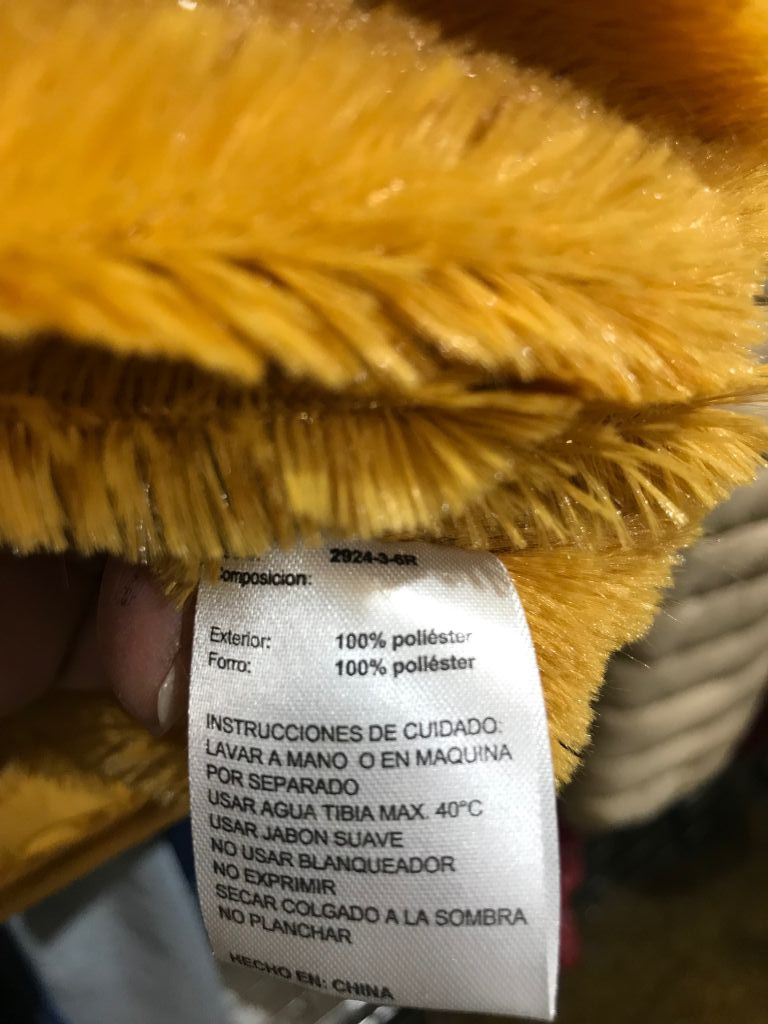 2924-3-6R
omposicion:
Exterior: 100% poliéster
Forro: 100% poliéster
INSTRUCCIONES DE CUIDADO:
LAVAR A MANO O EN MAQUINA
POR SEPARADO
USAR AGUA TIBIA MAX. 40°C
USAR JABON SUAVE
NO USAR BLANQUEADOR
NO EXPRIMIR
SECAR COLGADO A LA SOMBRA
NO PLANCHAR
HECHO EN: CHINA